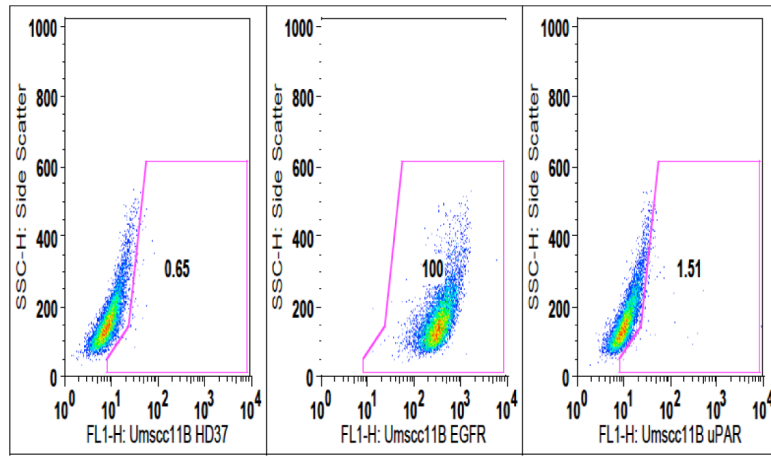 1000
800
600
400
200
0
SSC-H: Side Scatter
0.65
10^0 10^1 10^2 10^3 10^4
FL1-H: Umscc11B HD37
1000
800
600
400
200
0
SSC-H: Side Scatter
100
10^0 10^1 10^2 10^3 10^4
FL1-H: Umscc11B EGFR
1000
800
600
400
200
0
SSC-H: Side Scatter
1.51
10^0 10^1 10^2 10^3 10^4
FL1-H: Umscc11B uPAR